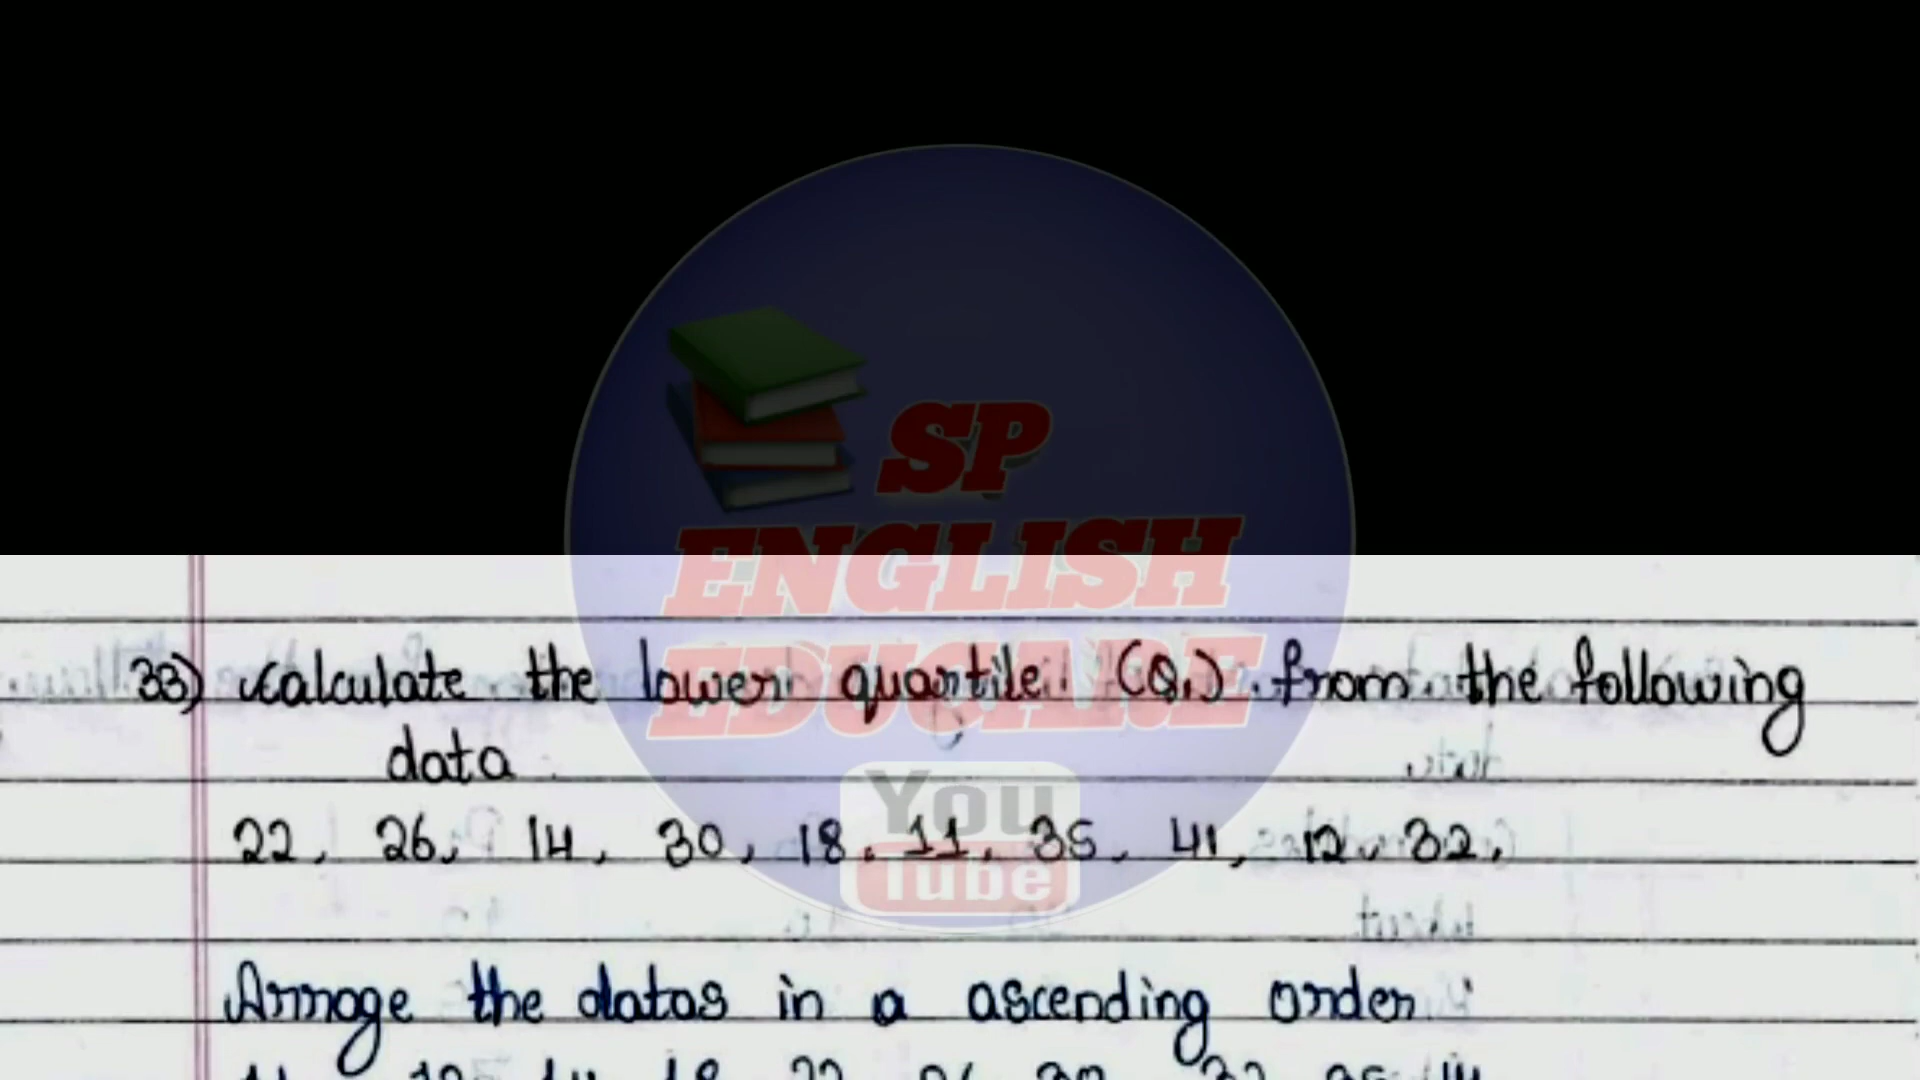 SP
ENGLISH
EDUCARE
You
Tube
33) Calculate the lower quartile (Q1) from the following
data
22, 26, 14, 30, 18, 11, 35, 41, 12, 32,
Arrage the datas in a ascending order